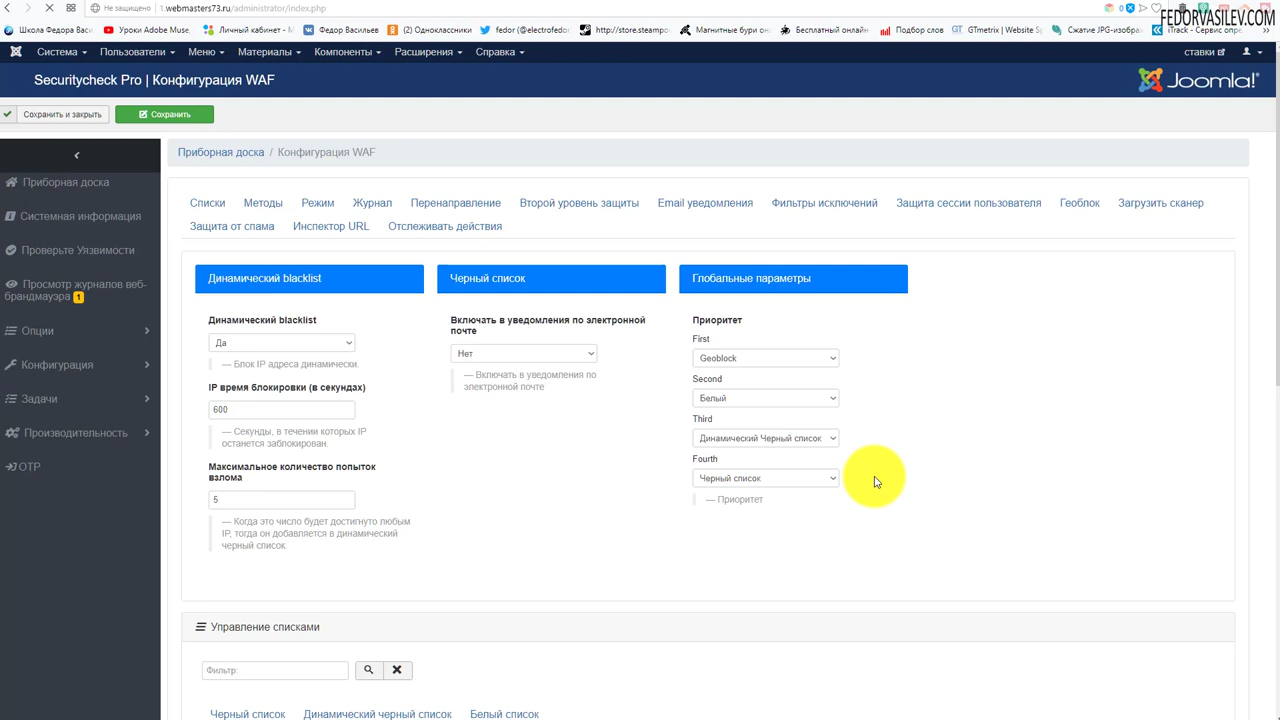 Не защищено 1.webmasters73.ru/administrator/index.php
0
FEDORVASILEV.COM
Школа Федора Вас Уроки Adobe Muse, Личный кабинет - М Федор Васильев (2) Одноклассники fedor (@electrofedo http://store.steampo Магнитные бури он Бесплатный онлайн Подбор слов GTmetrix | Website S Сжатие JPG-изобра iTrack - Сервис опре »
Система Пользователи Меню Материалы Компоненты Расширения Справка ставки
Securitycheck Pro | Конфигурация WAF
Joomla!®
Сохранить и закрыть Сохранить
Приборная доска / Конфигурация WAF
Приборная доска
Системная информация
Проверьте Уязвимости
Просмотр журналов веб-
брандмауэра 1
Опции
Конфигурация
Задачи
Производительность
OTP
Списки Методы Режим Журнал Перенаправление Второй уровень защиты Email уведомления Фильтры исключений Защита сессии пользователя Геоблок Загрузить сканер
Защита от спама Инспектор URL Отслеживать действия
Динамический blacklist
Динамический blacklist
Да
— Блок IP адреса динамически.
IP время блокировки (в секундах)
600
— Секунды, в течении которых IP
останется заблокирован.
Максимальное количество попыток
взлома
5
— Когда это число будет достигнуто любым
IP, тогда он добавляется в динамический
черный список.
Черный список
Включать в уведомления по электронной
почте
Нет
— Включать в уведомления по
электронной почте
Глобальные параметры
Приоритет
First
Geoblock
Second
Белый
Third
Динамический Черный список
Fourth
Черный список
— Приоритет
Управление списками
Фильтр:
Черный список Динамический черный список Белый список